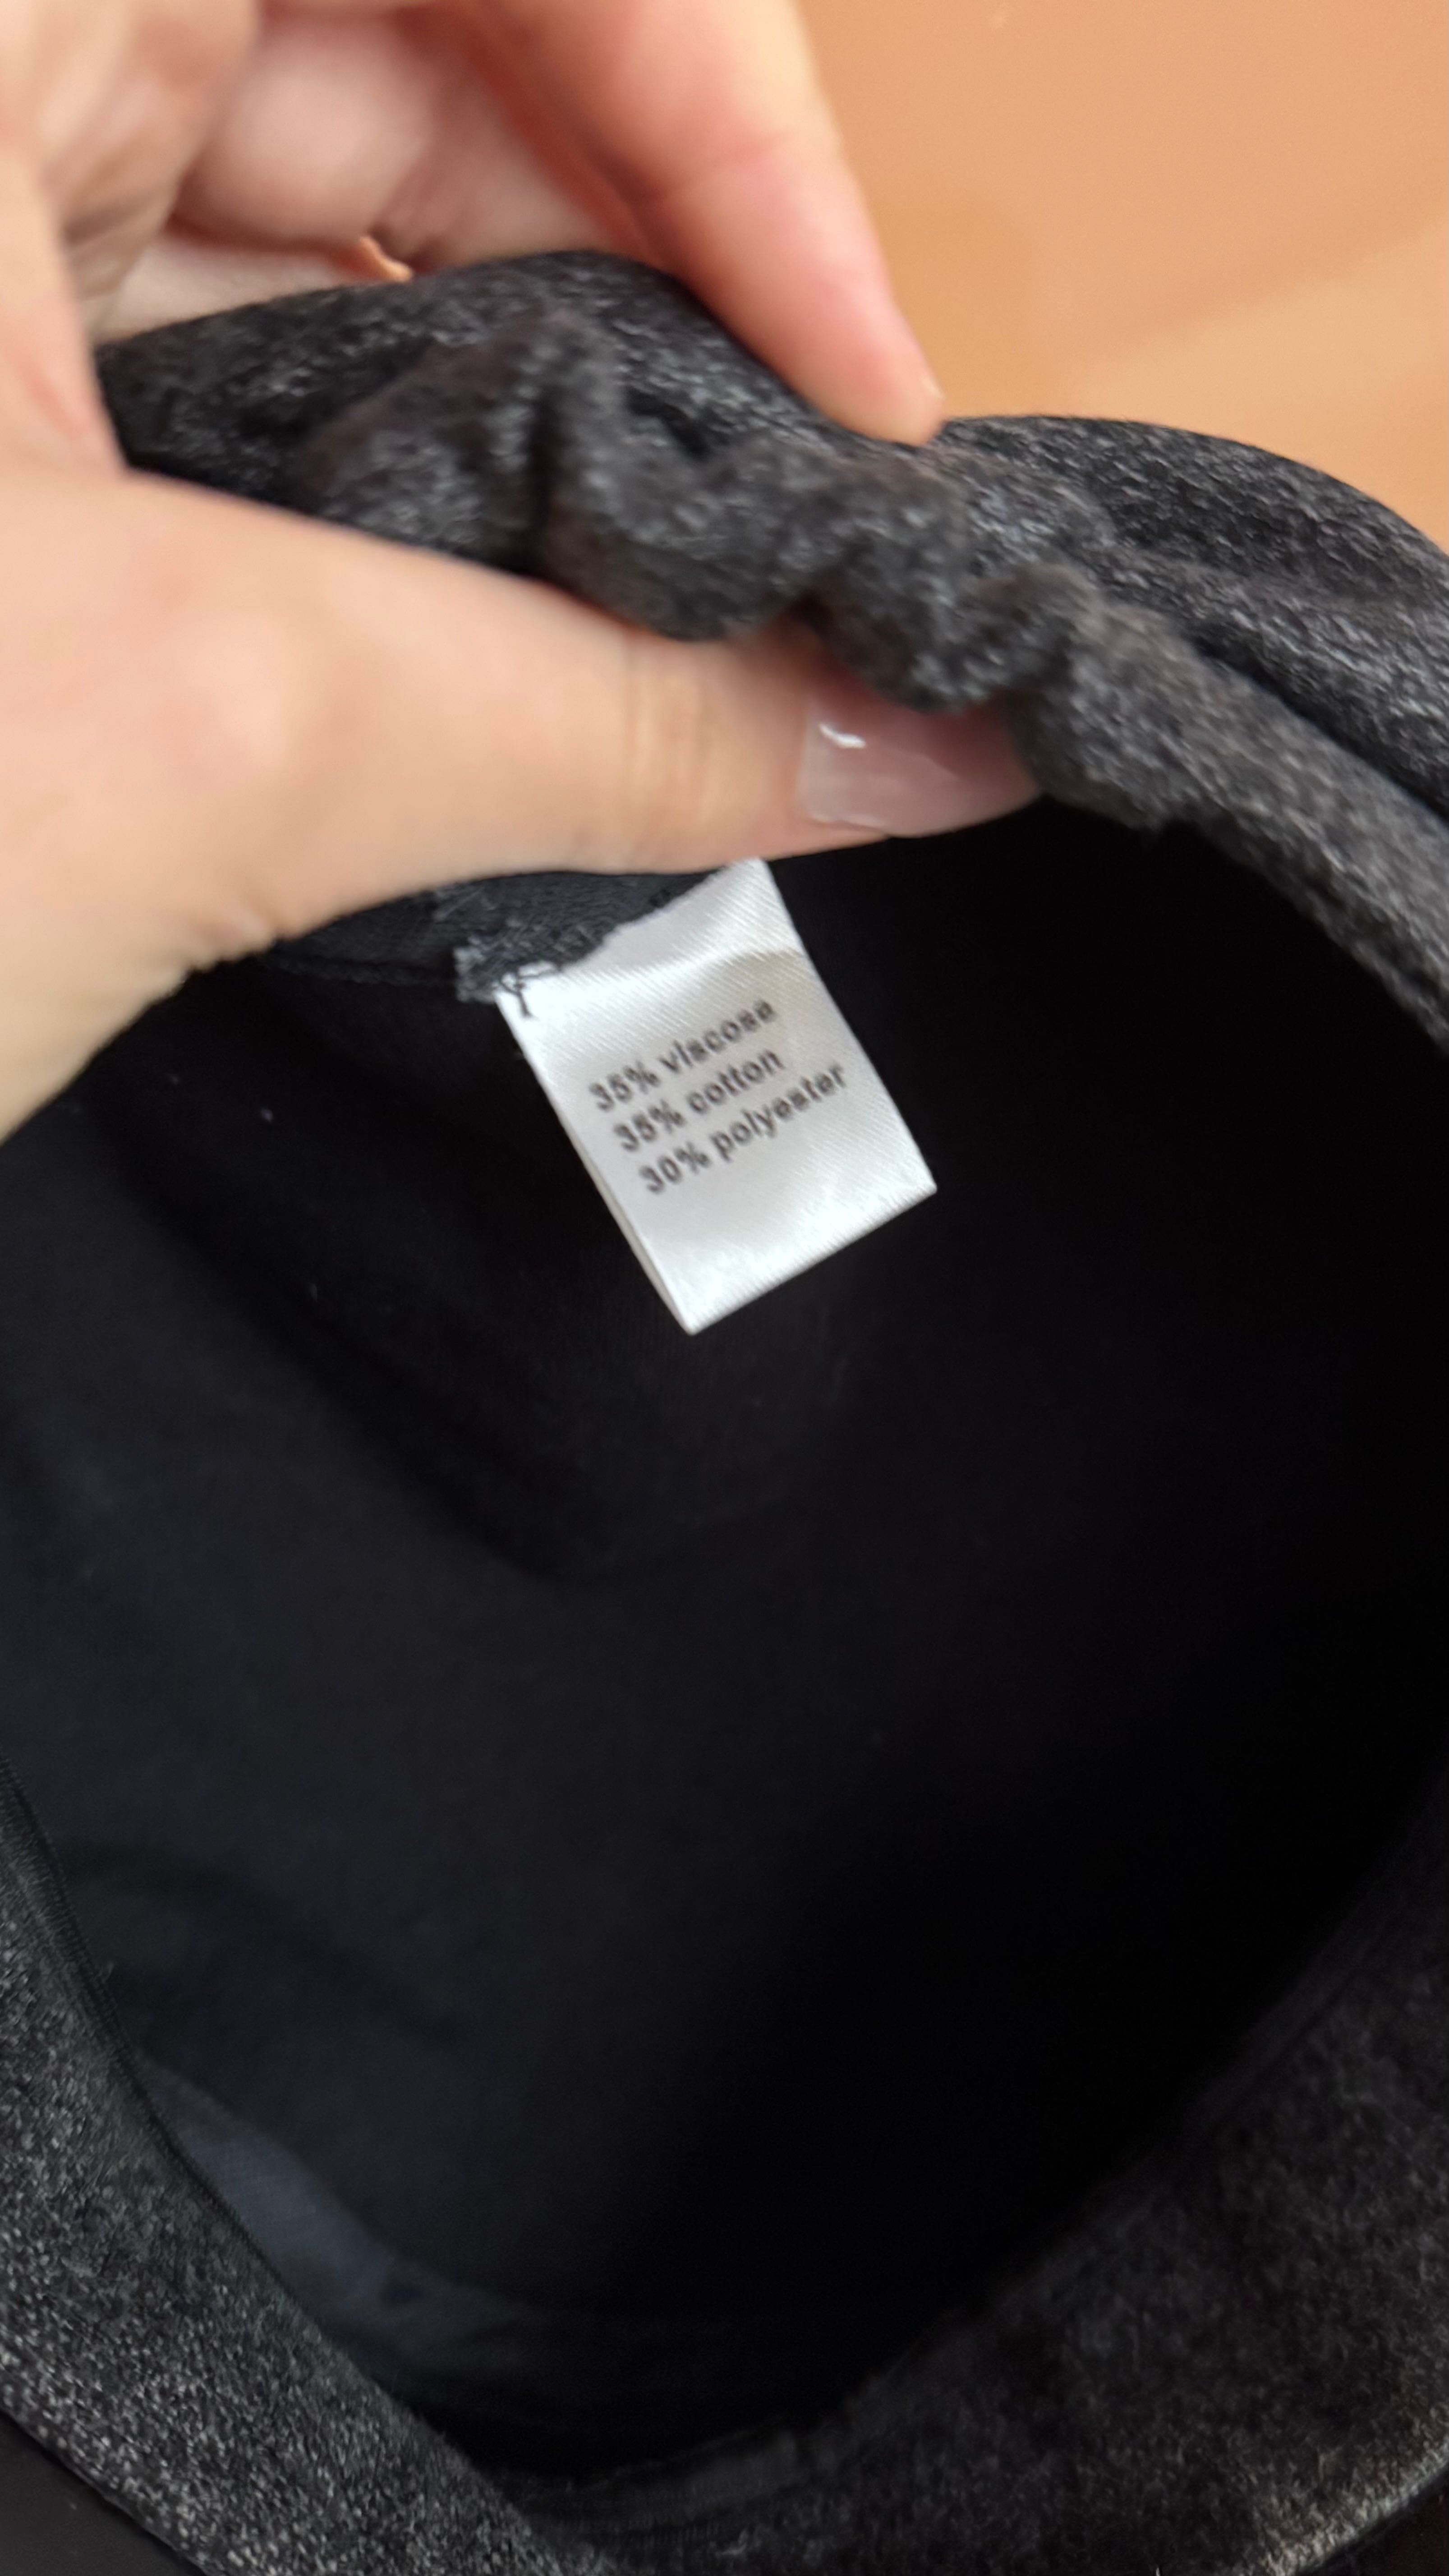 35% viscose
35% cotton
30% polyester